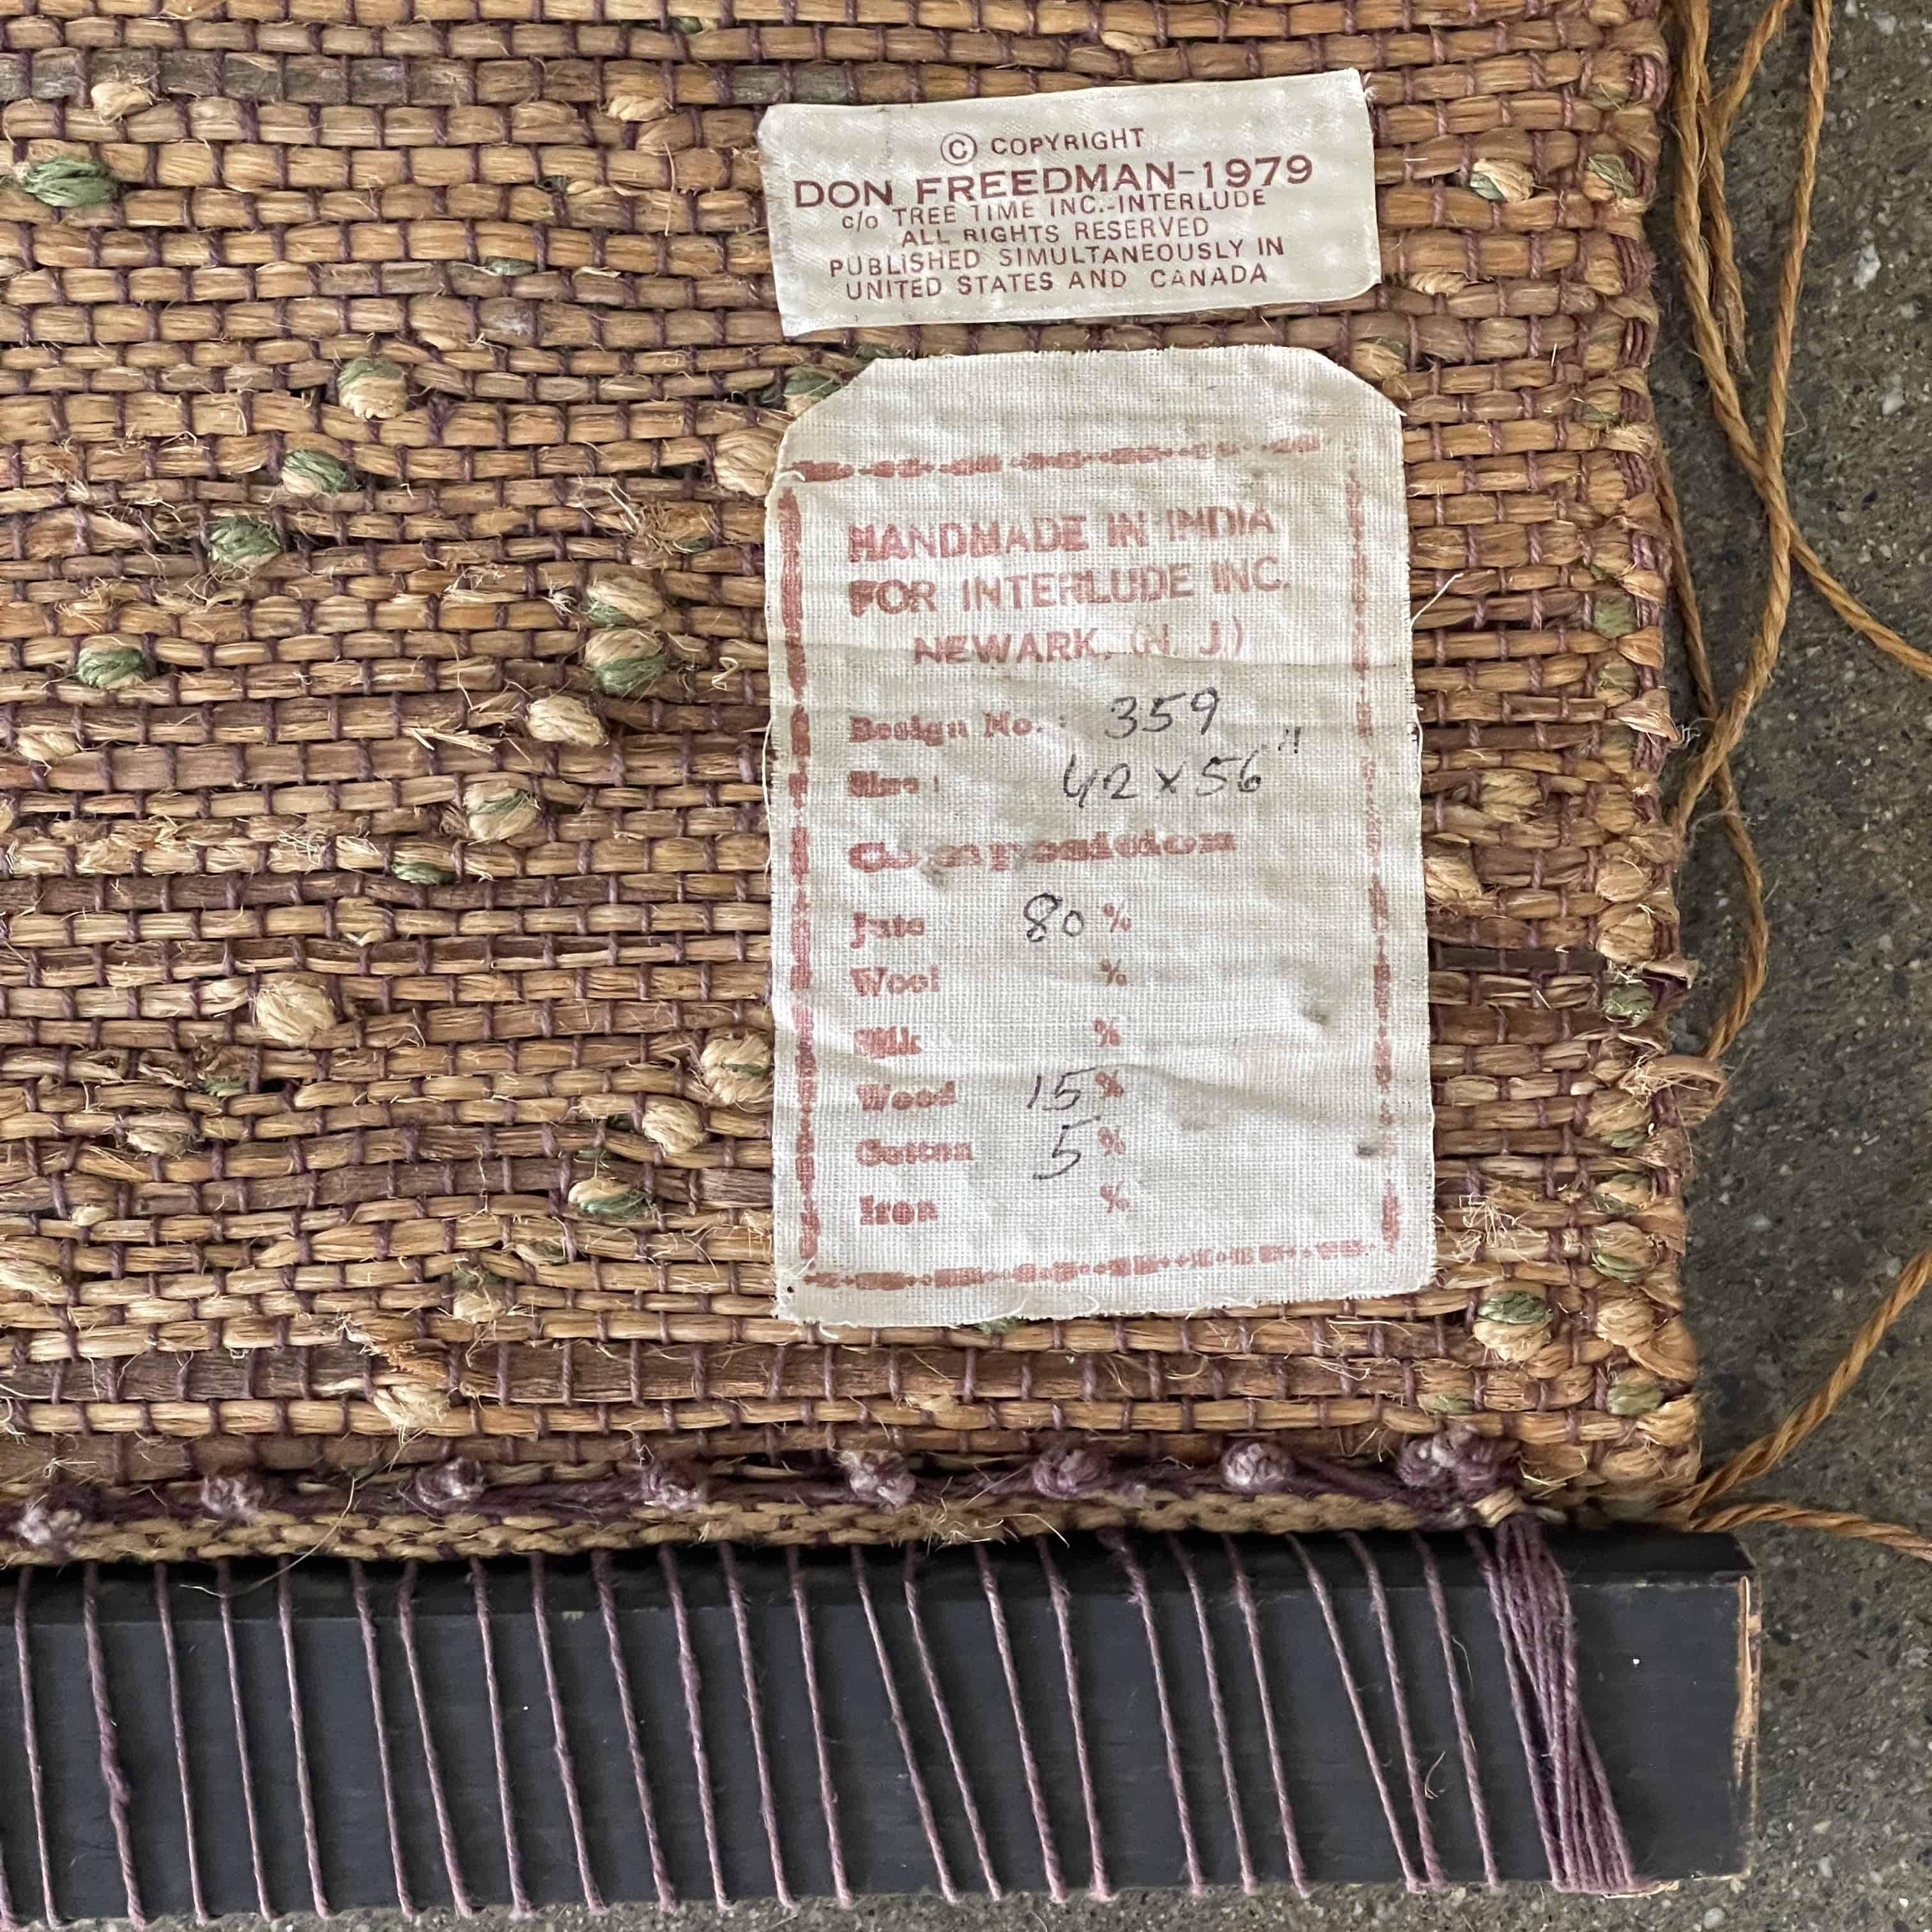 © COPYRIGHT
DON FREEDMAN-1979
c/o TREE TIME INC.-INTERLUDE
ALL RIGHTS RESERVED
PUBLISHED SIMULTANEOUSLY IN
UNITED STATES AND CANADA
HANDMADE IN INDIA
FOR INTERLUDE INC.
NEWARK, (N. J.)
Design No. : 359
Size : 42 x 56"
Composition
Jute 80 %
Wool %
Silk %
Wood 15 %
Cotton 5 %
Iron %